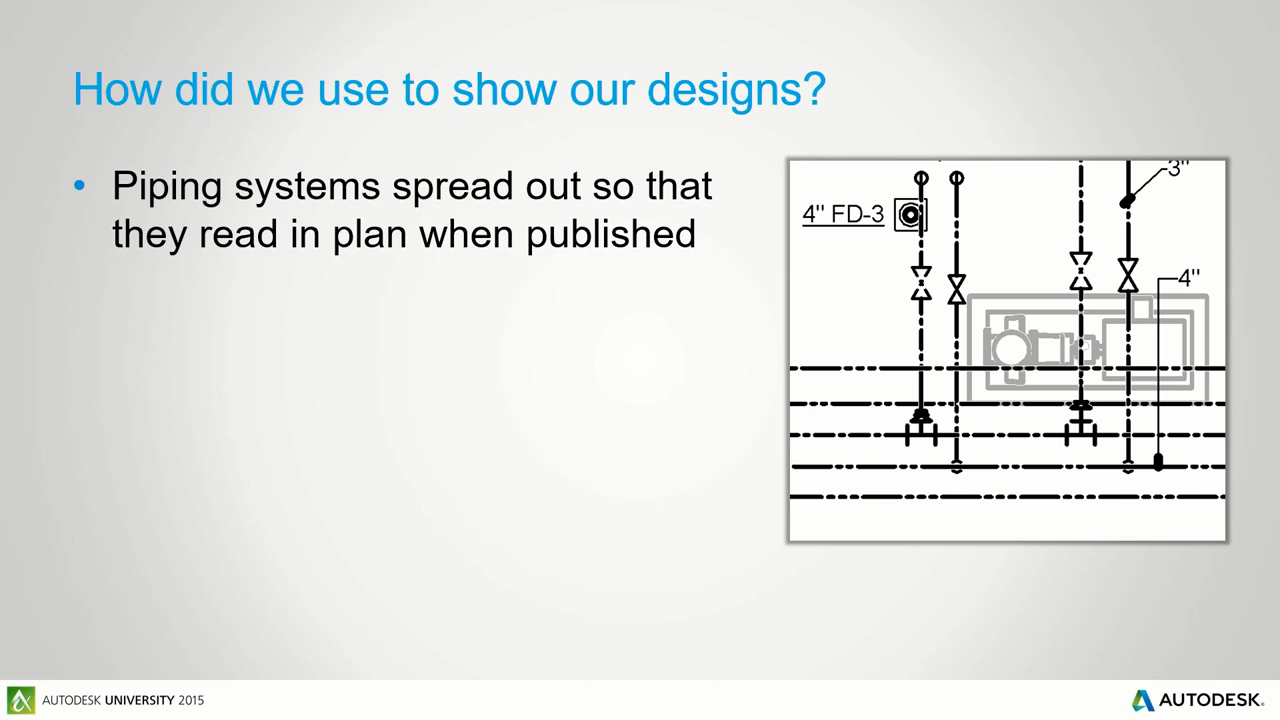 How did we use to show our designs?
• Piping systems spread out so that
they read in plan when published
3"
4" FD-3
4"
AUTODESK UNIVERSITY 2015
AUTODESK®